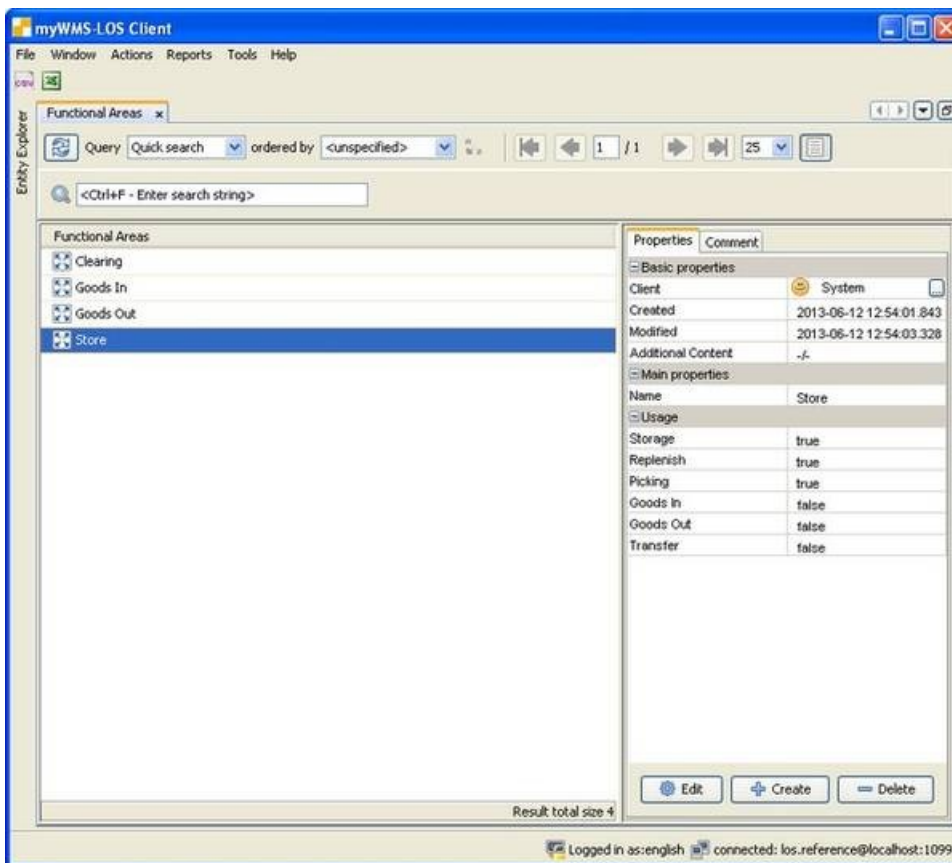 myWMS-LOS Client
File Window Actions Reports Tools Help
csv
Entity Explorer
Functional Areas x
Query Quick search ordered by <unspecified> 1 / 1 25
<Ctrl+F - Enter search string>
Functional Areas
Clearing
Goods In
Goods Out
Store
Result total size 4
Properties Comment
Basic properties
Client System ...
Created 2013-06-12 12:54:01.843
Modified 2013-06-12 12:54:03.328
Additional Content -/-
Main properties
Name Store
Usage
Storage true
Replenish true
Picking true
Goods In false
Goods Out false
Transfer false
Edit Create Delete
Logged in as:english connected: los.reference@localhost:1099